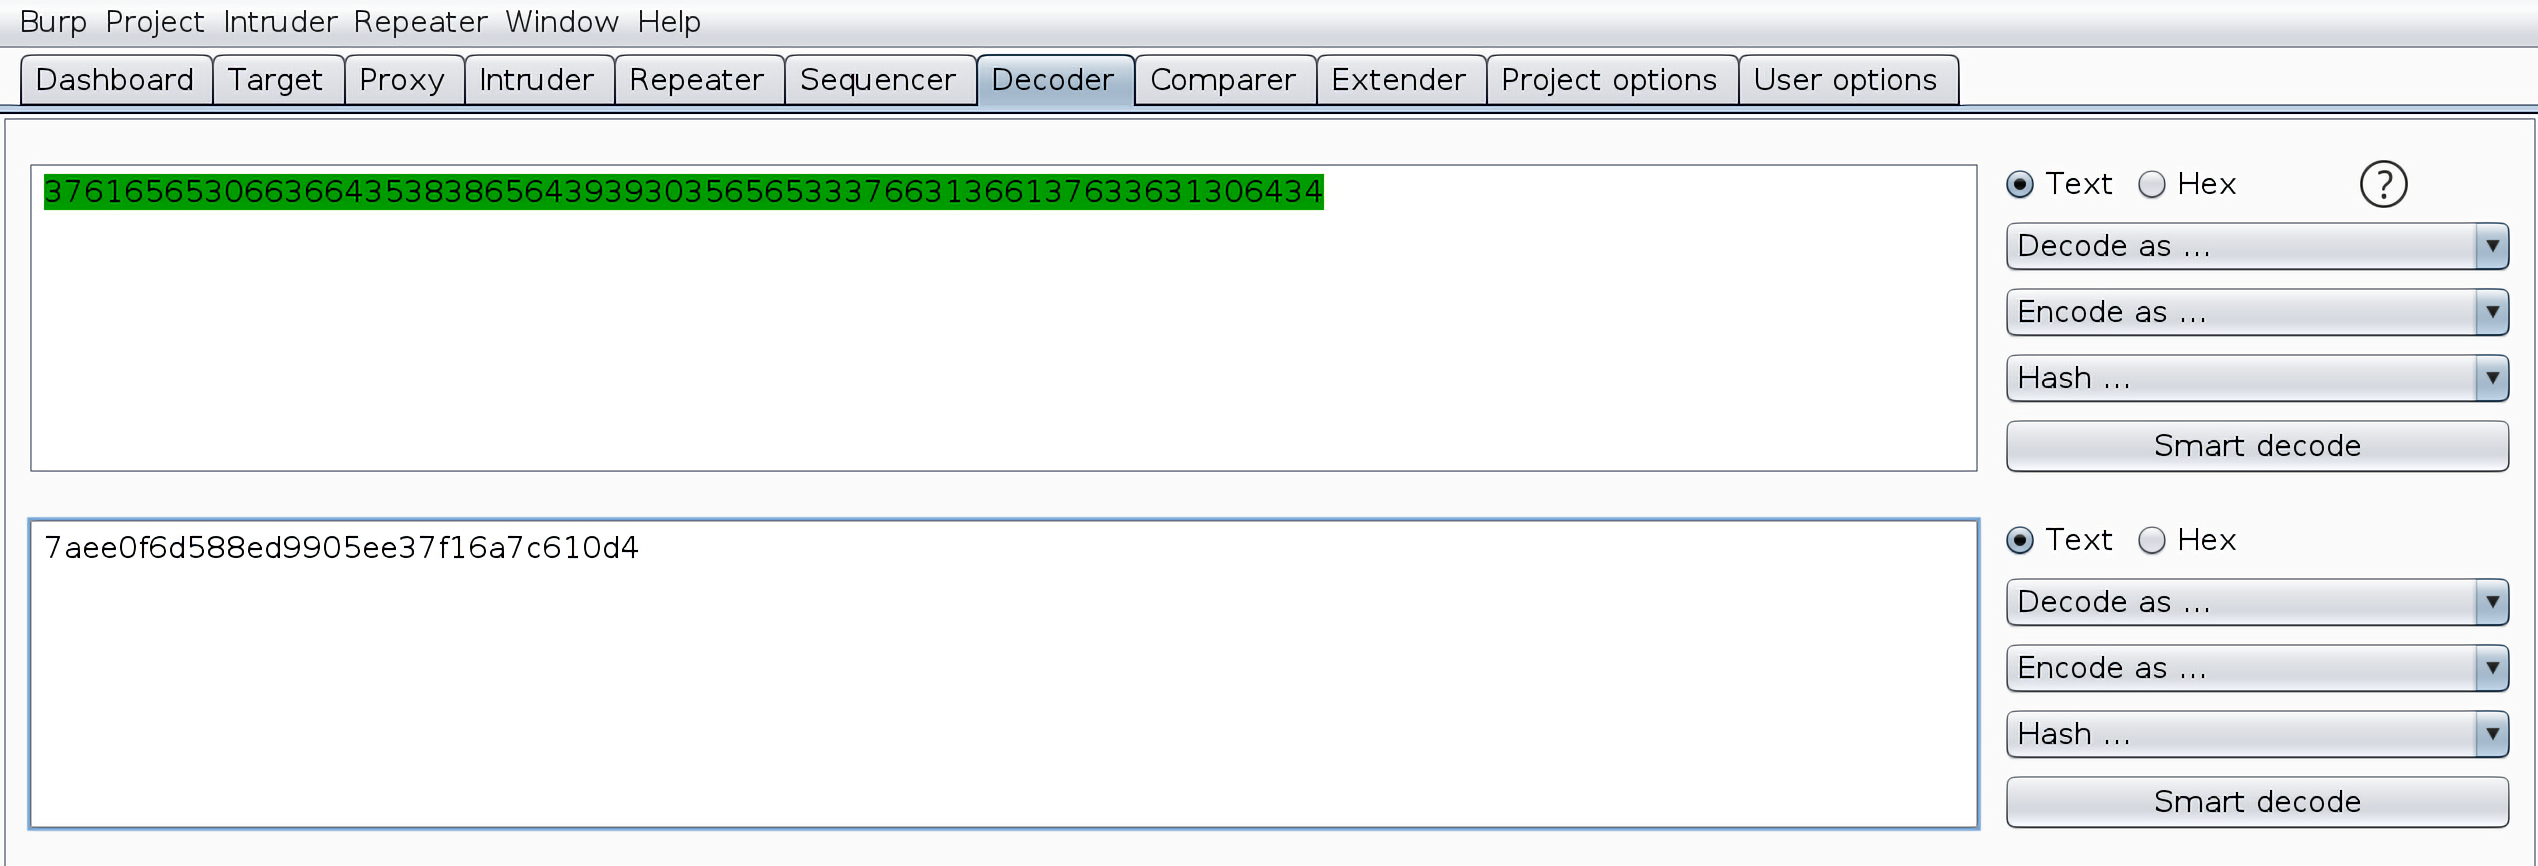 Burp Project Intruder Repeater Window Help
Dashboard Target Proxy Intruder Repeater Sequencer Decoder Comparer Extender Project options User options
3761656530663664353838656439393035656533376631366137633631306434
Text Hex ?
Decode as ...
Encode as ...
Hash ...
Smart decode
7aee0f6d588ed9905ee37f16a7c610d4
Text Hex
Decode as ...
Encode as ...
Hash ...
Smart decode